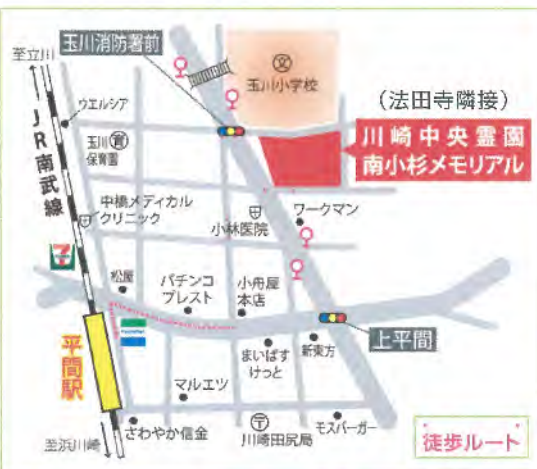 至立川
玉川消防署前
文
玉川小学校
(法田寺隣接)
川崎中央霊園
南小杉メモリアル
ウエルシア
JR南武線
玉川
保育園
育
中橋メディカル
クリニック
小林医院
ワークマン
松屋
パチンコ
プレスト
小舟屋
本店
上平間
平間駅
まいばす
けっと
新東方
マルエツ
至浜川崎
さわやか信金
川崎田尻局
モスバーガー
徒歩ルート